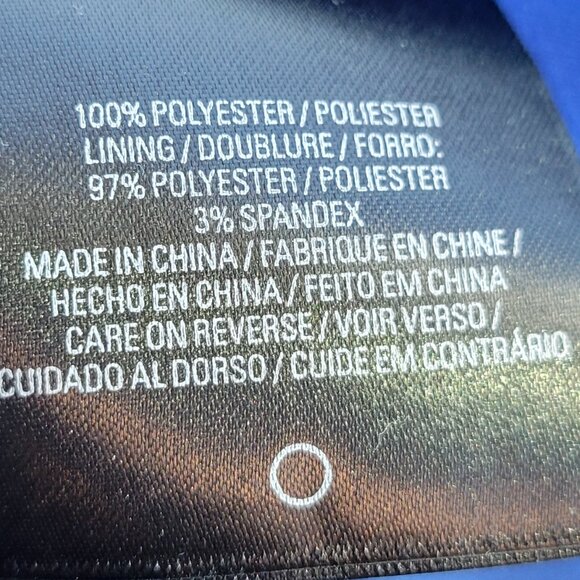 100% POLYESTER / POLIESTER
LINING / DOUBLURE / FORRO:
97% POLYESTER / POLIESTER
3% SPANDEX
MADE IN CHINA / FABRIQUE EN CHINE /
HECHO EN CHINA / FEITO EM CHINA
CARE ON REVERSE / VOIR VERSO /
CUIDADO AL DORSO / CUIDE EM CONTRÁRIO